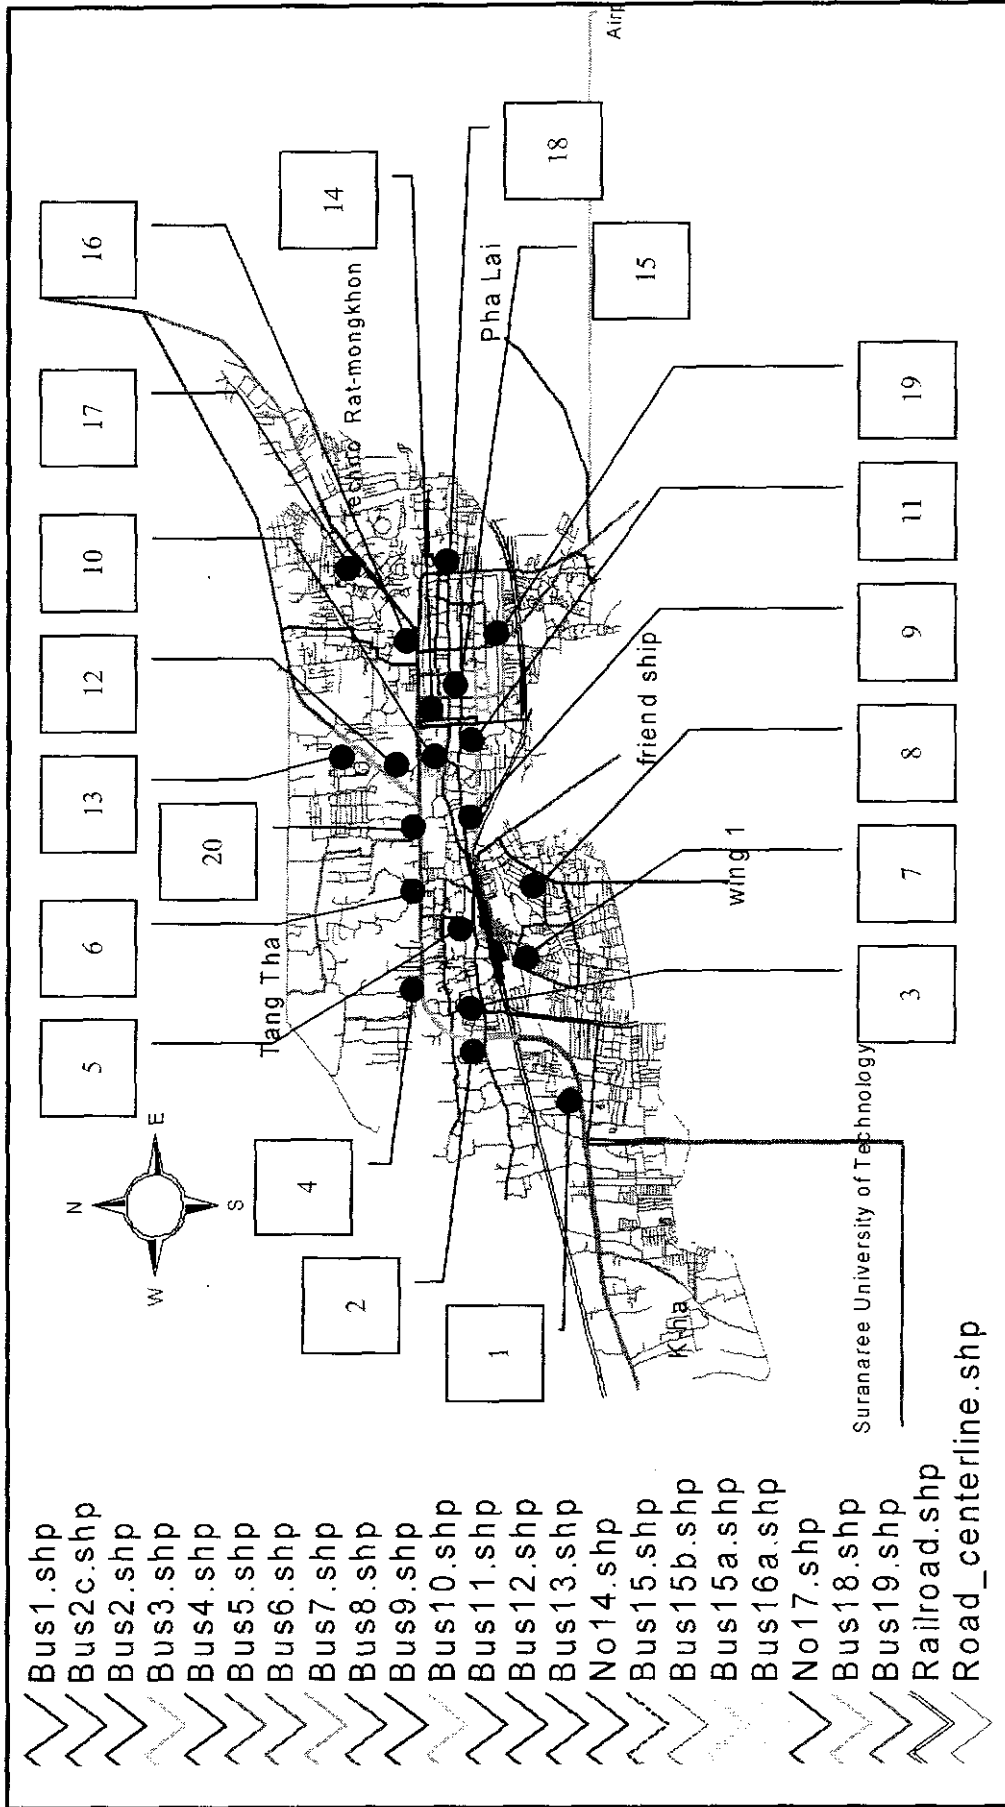 Bus1.shp
Bus2c.shp
Bus2.shp
Bus3.shp
Bus4.shp
Bus5.shp
Bus6.shp
Bus7.shp
Bus8.shp
Bus9.shp
Bus10.shp
Bus11.shp
Bus12.shp
Bus13.shp
No14.shp
Bus15.shp
Bus15b.shp
Bus15a.shp
Bus16a.shp
No17.shp
Bus18.shp
Bus19.shp
Railroad.shp
Road_centerline.shp
N
W
E
S
5
6
13
12
10
17
16
20
4
14
2
18
1
15
Tang Tha
Techno Rat-mongkhon
Pha Lai
Airp
friend ship
wing 1
K-ha
Suranaree University of Technology
3
7
8
9
11
19